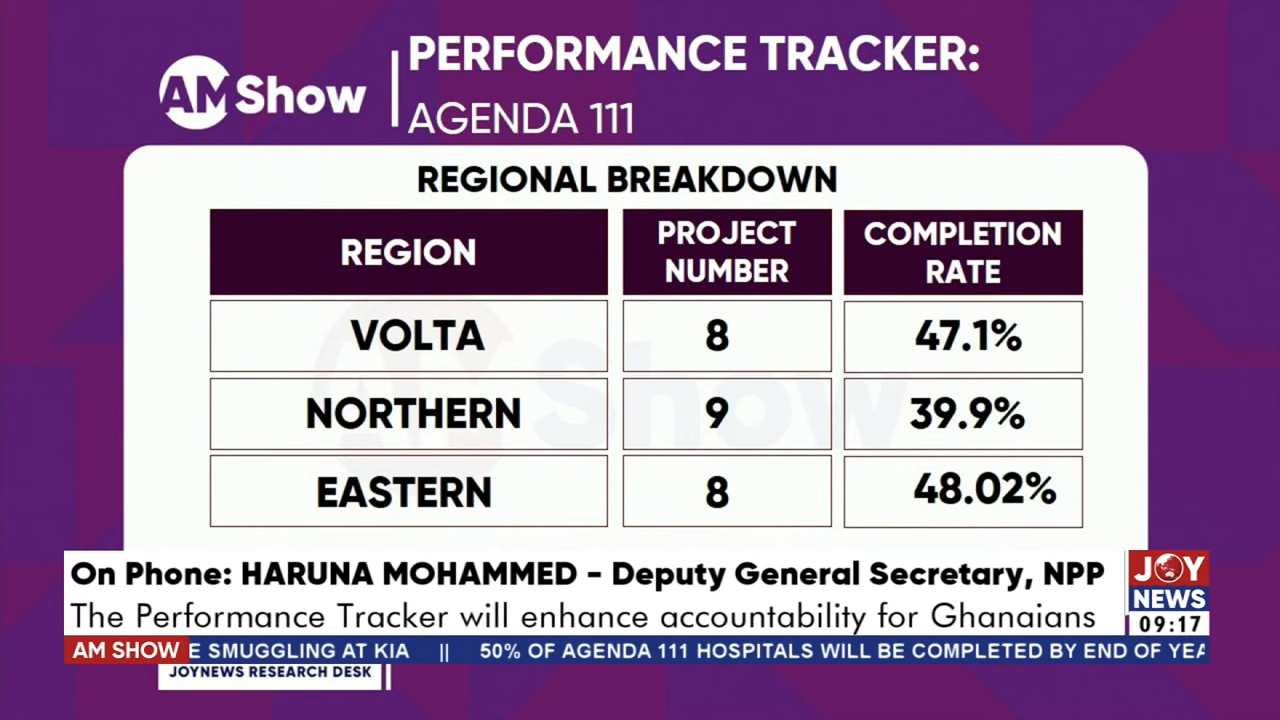 AM Show
PERFORMANCE TRACKER:
AGENDA 111
REGIONAL BREAKDOWN
REGION PROJECT NUMBER COMPLETION RATE
VOLTA 8 47.1%
NORTHERN 9 39.9%
EASTERN 8 48.02%
On Phone: HARUNA MOHAMMED – Deputy General Secretary, NPP
The Performance Tracker will enhance accountability for Ghanaians
JOY NEWS
09:17
AM SHOW
E SMUGGLING AT KIA || 50% OF AGENDA 111 HOSPITALS WILL BE COMPLETED BY END OF YEA
JOYNEWS RESEARCH DESK